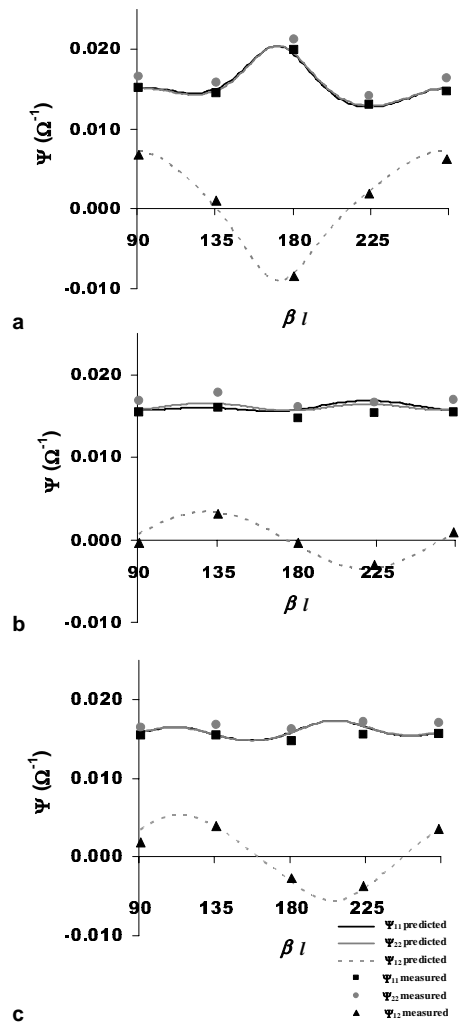 Ψ (Ω⁻¹)
0.020
0.010
0.000
-0.010
90 135 180 225
β l
a
Ψ (Ω⁻¹)
0.020
0.010
0.000
-0.010
90 135 180 225
β l
b
Ψ (Ω⁻¹)
0.020
0.010
0.000
-0.010
90 135 180 225
β l
Ψ₁₁ predicted
Ψ₂₂ predicted
Ψ₁₂ predicted
Ψ₁₁ measured
Ψ₂₂ measured
Ψ₁₂ measured
c